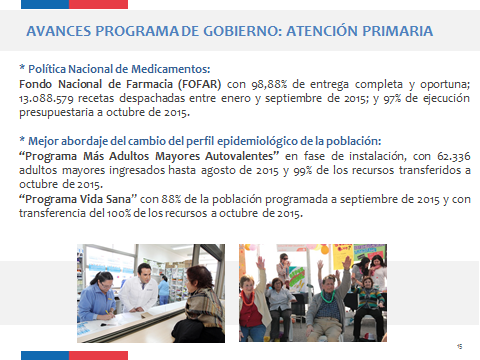 AVANCES PROGRAMA DE GOBIERNO: ATENCIÓN PRIMARIA
* Política Nacional de Medicamentos:
Fondo Nacional de Farmacia (FOFAR) con 98,88% de entrega completa y oportuna;
13.088.579 recetas despachadas entre enero y septiembre de 2015; y 97% de ejecución
presupuestaria a octubre de 2015.
* Mejor abordaje del cambio del perfil epidemiológico de la población:
“Programa Más Adultos Mayores Autovalentes” en fase de instalación, con 62.336
adultos mayores ingresados hasta agosto de 2015 y 99% de los recursos transferidos a
octubre de 2015.
“Programa Vida Sana” con 88% de la población programada a septiembre de 2015 y con
transferencia del 100% de los recursos a octubre de 2015.
15